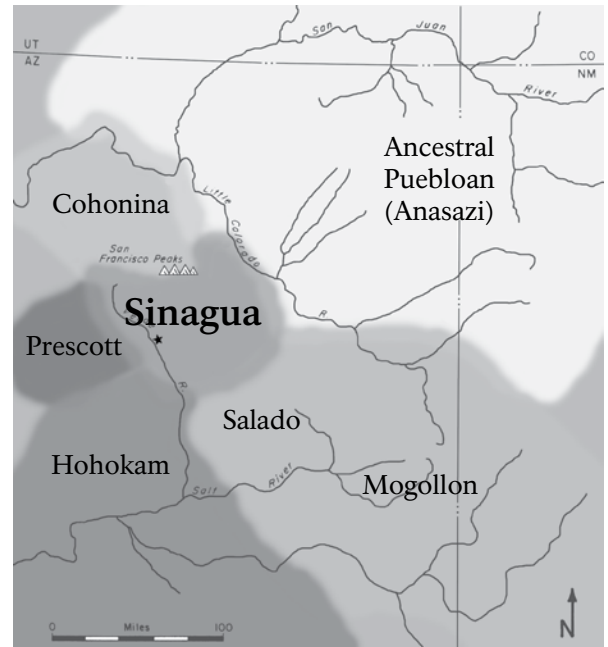 UT
AZ
San Juan
River
CO
NM
Ancestral
Puebloan
(Anasazi)
Cohonina
Little
Colorado
R.
San
Francisco Peaks
Sinagua
Prescott
R.
Salado
Hohokam
Salt River
Mogollon
0 Miles 100
N